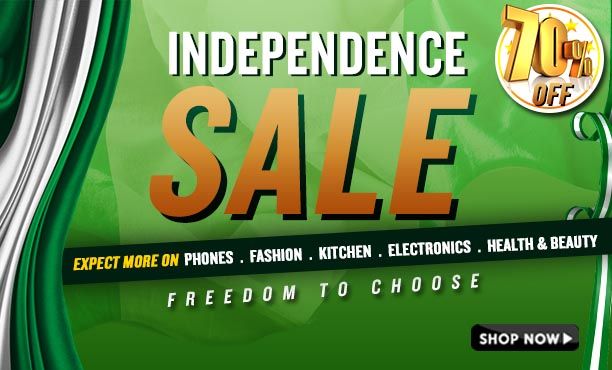 INDEPENDENCE
SALE
70%
OFF
EXPECT MORE ON PHONES . FASHION . KITCHEN . ELECTRONICS . HEALTH & BEAUTY
FREEDOM TO CHOOSE
SHOP NOW